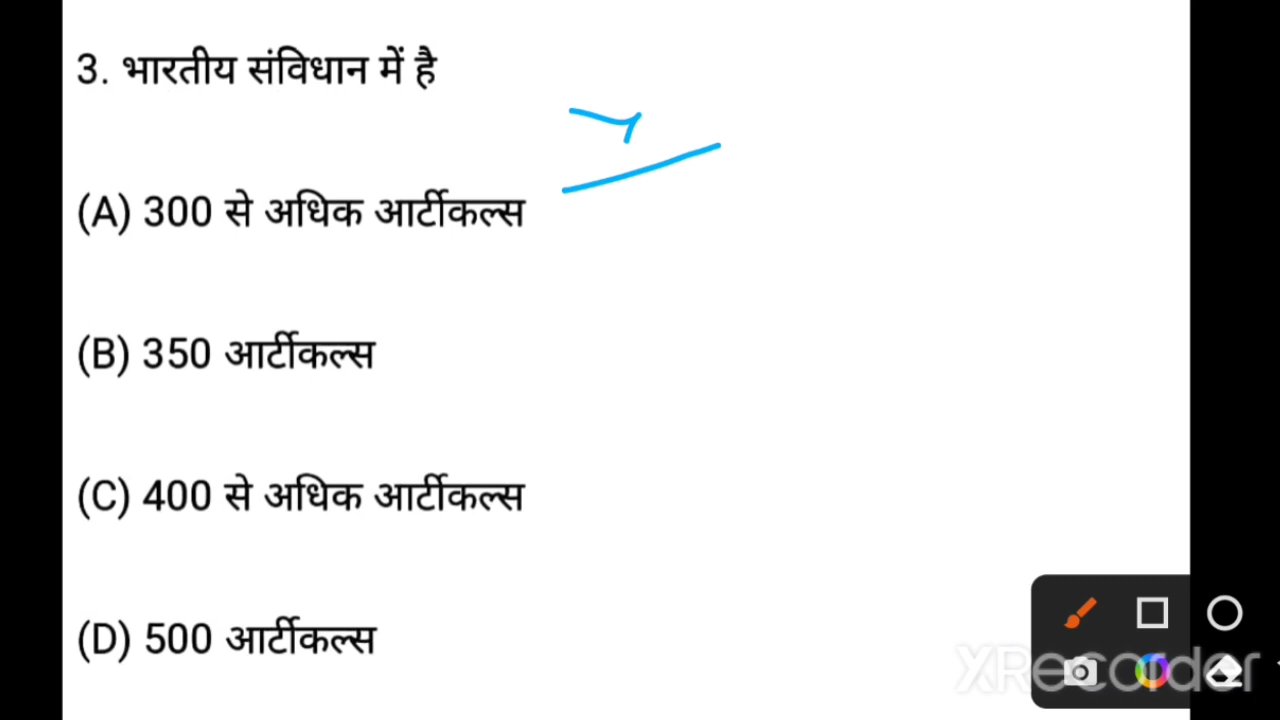 3. भारतीय संविधान में है
(A) 300 से अधिक आर्टीकल्स
(B) 350 आर्टीकल्स
(C) 400 से अधिक आर्टीकल्स
(D) 500 आर्टीकल्स
XRecorder